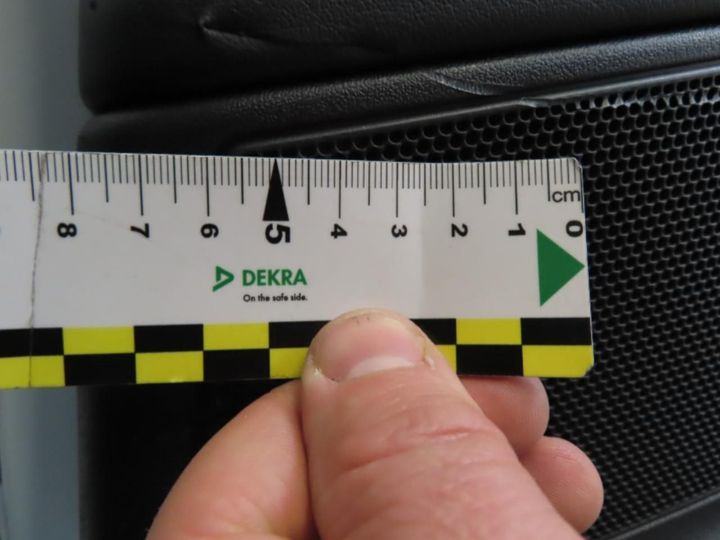 cm
8 7 6 5 4 3 2 1 0
DEKRA
On the safe side.